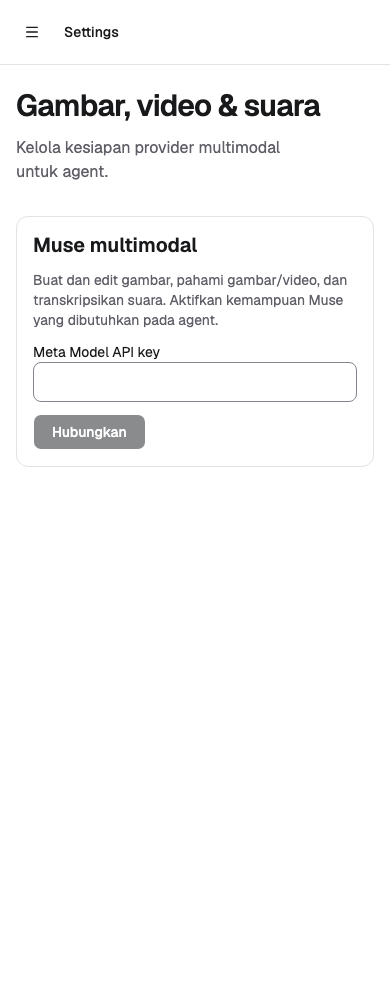 Settings
Gambar, video & suara
Kelola kesiapan provider multimodal
untuk agent.
Muse multimodal
Buat dan edit gambar, pahami gambar/video, dan
transkripsikan suara. Aktifkan kemampuan Muse
yang dibutuhkan pada agent.
Meta Model API key
Hubungkan